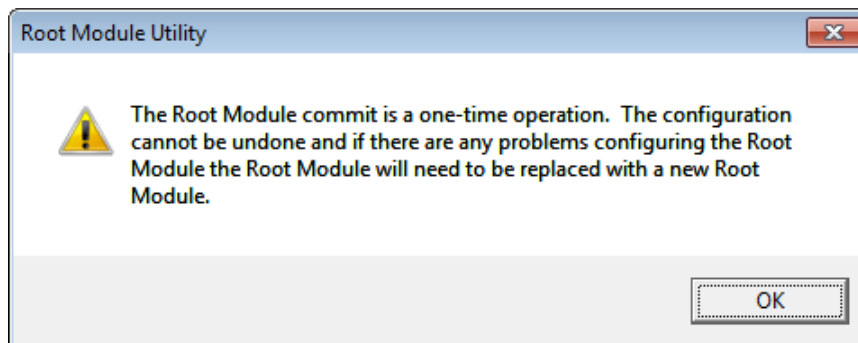 Root Module Utility
The Root Module commit is a one-time operation.  The configuration
cannot be undone and if there are any problems configuring the Root
Module the Root Module will need to be replaced with a new Root
Module.
OK